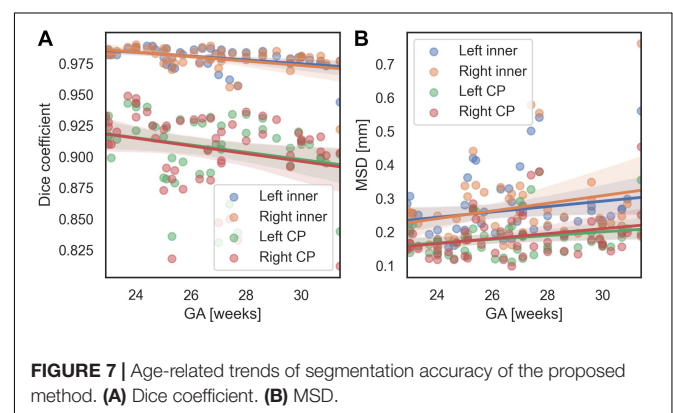 A
B
0.975
0.950
0.925
0.900
0.875
0.850
0.825
Dice coefficient
24
26
28
30
GA [weeks]
Left inner
Right inner
Left CP
Right CP
0.7
0.6
0.5
0.4
0.3
0.2
0.1
MSD [mm]
24
26
28
30
GA [weeks]
Left inner
Right inner
Left CP
Right CP
FIGURE 7 | Age-related trends of segmentation accuracy of the proposed
method. (A) Dice coefficient. (B) MSD.